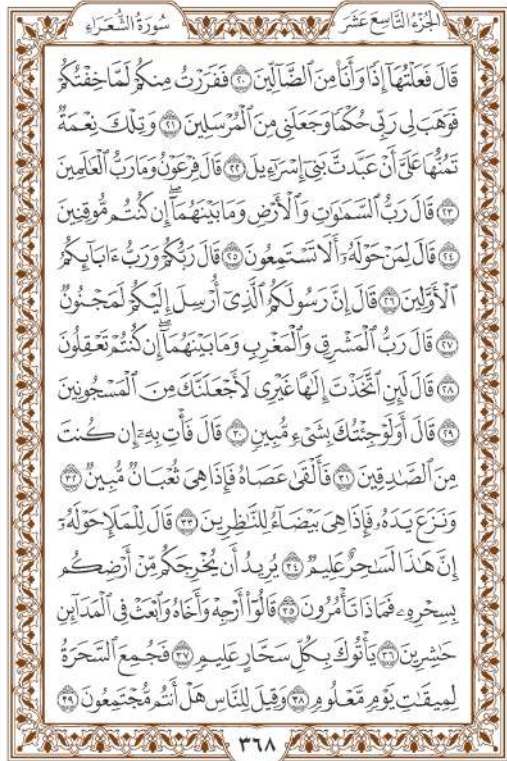 الجزء التاسع عشر
سورة الشعراء
قَالَ فَعَلْتُهَآ إِذًا وَأَنَا۠ مِنَ ٱلضَّآلِّينَ ٢٠ فَفَرَرْتُ مِنكُمْ لَمَّا خِفْتُكُمْ
فَوَهَبَ لِى رَبِّى حُكْمًا وَجَعَلَنِى مِنَ ٱلْمُرْسَلِينَ ٢١ وَتِلْكَ نِعْمَةٌ
تَمُنُّهَا عَلَىَّ أَنْ عَبَّدتَّ بَنِىٓ إِسْرَٰٓءِيلَ ٢٢ قَالَ فِرْعَوْنُ وَمَا رَبُّ ٱلْعَٰلَمِينَ
٢٣ قَالَ رَبُّ ٱلسَّمَٰوَٰتِ وَٱلْأَرْضِ وَمَا بَيْنَهُمَآ ۖ إِن كُنتُم مُّوقِنِينَ
٢٤ قَالَ لِمَنْ حَوْلَهُۥٓ أَلَا تَسْتَمِعُونَ ٢٥ قَالَ رَبُّكُمْ وَرَبُّ ءَابَآئِكُمُ
ٱلْأَوَّلِينَ ٢٦ قَالَ إِنَّ رَسُولَكُمُ ٱلَّذِىٓ أُرْسِلَ إِلَيْكُمْ لَمَجْنُونٌ
٢٧ قَالَ رَبُّ ٱلْمَشْرِقِ وَٱلْمَغْرِبِ وَمَا بَيْنَهُمَآ ۖ إِن كُنتُمْ تَعْقِلُونَ
٢٨ قَالَ لَئِنِ ٱتَّخَذْتَ إِلَٰهًا غَيْرِى لَأَجْعَلَنَّكَ مِنَ ٱلْمَسْجُونِينَ
٢٩ قَالَ أَوَلَوْ جِئْتُكَ بِشَىْءٍ مُّبِينٍ ٣٠ قَالَ فَأْتِ بِهِۦٓ إِن كُنتَ
مِنَ ٱلصَّٰدِقِينَ ٣١ فَأَلْقَىٰ عَصَاهُ فَإِذَا هِىَ ثُعْبَانٌ مُّبِينٌ ٣٢
وَنَزَعَ يَدَهُۥ فَإِذَا هِىَ بَيْضَآءُ لِلنَّٰظِرِينَ ٣٣ قَالَ لِلْمَلَإِ حَوْلَهُۥٓ
إِنَّ هَٰذَا لَسَٰحِرٌ عَلِيمٌ ٣٤ يُرِيدُ أَن يُخْرِجَكُم مِّنْ أَرْضِكُم
بِسِحْرِهِۦ فَمَاذَا تَأْمُرُونَ ٣٥ قَالُوٓا۟ أَرْجِهْ وَأَخَاهُ وَٱبْعَثْ فِى ٱلْمَدَآئِنِ
حَٰشِرِينَ ٣٦ يَأْتُوكَ بِكُلِّ سَحَّارٍ عَلِيمٍ ٣٧ فَجُمِعَ ٱلسَّحَرَةُ
لِمِيقَٰتِ يَوْمٍ مَّعْلُومٍ ٣٨ وَقِيلَ لِلنَّاسِ هَلْ أَنتُم مُّجْتَمِعُونَ ٣٩
٣٦٨